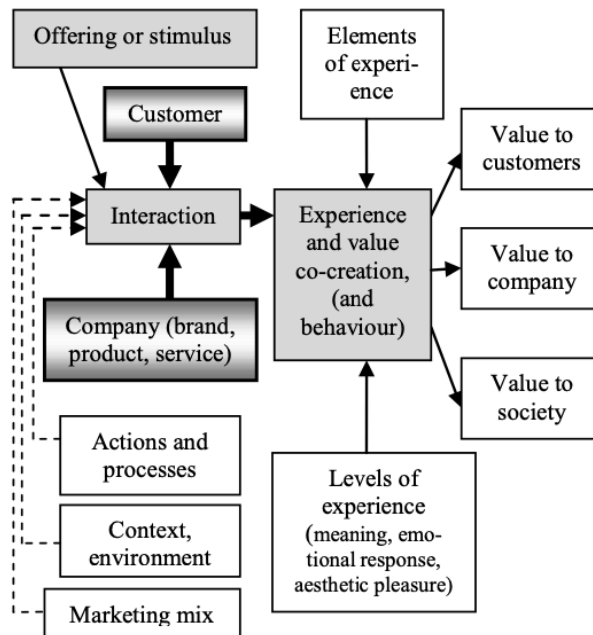 Offering or stimulus
Customer
Interaction
Company (brand,
product, service)
Actions and
processes
Context,
environment
Marketing mix
Elements
of experi-
ence
Experience
and value
co-creation,
(and
behaviour)
Levels of
experience
(meaning, emo-
tional response,
aesthetic pleasure)
Value to
customers
Value to
company
Value to
society